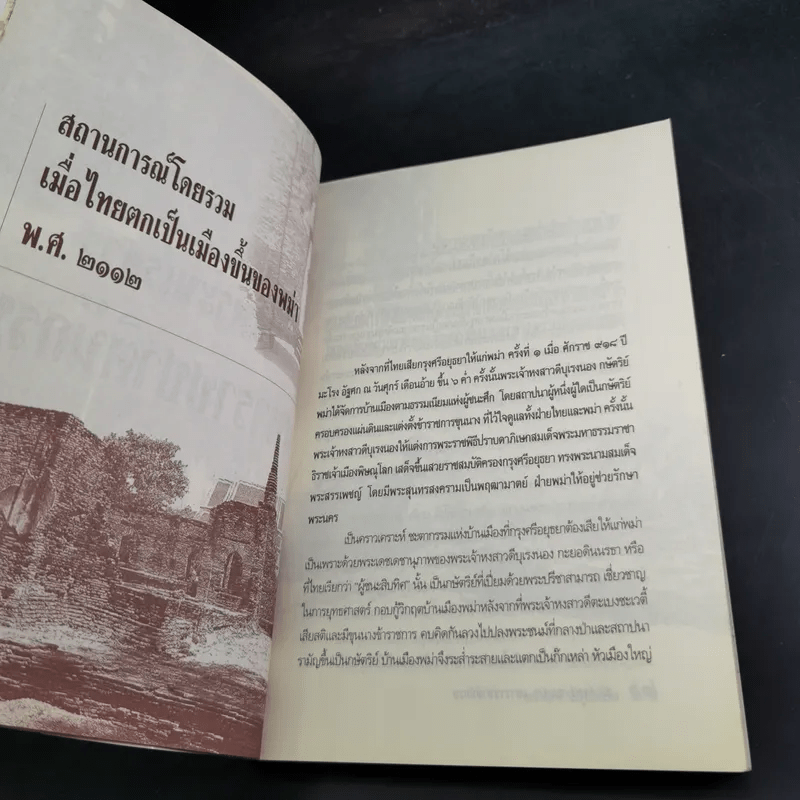 สถานการณ์โดยรวม
เมื่อไทยตกเป็นเมืองขึ้นของพม่า
พ.ศ. ๒๑๑๒
หลังจากที่ไทยเสียกรุงศรีอยุธยาให้แก่พม่า ครั้งที่ ๑ เมื่อ ศักราช ๙๑๘ ปี
มะโรง อัฐศก ณ วันศุกร์ เดือนอ้าย ขึ้น ๖ ค่ำ ครั้งนั้นพระเจ้าหงสาวดีบุเรงนอง กษัตริย์
พม่าได้จัดการบ้านเมืองตามธรรมเนียมแห่งผู้ชนะศึก โดยสถาปนาผู้หนึ่งผู้ใดเป็นกษัตริย์
ครอบครองแผ่นดินและแต่งตั้งข้าราชการขุนนาง ที่ไว้ใจดูแลทั้งฝ่ายไทยและพม่า ครั้งนั้น
พระเจ้าหงสาวดีบุเรงนองให้แต่งการพระราชพิธีปราบดาภิเษกสมเด็จพระมหาธรรมราชา
ธิราชเจ้าเมืองพิษณุโลก เสด็จขึ้นเสวยราชสมบัติครองกรุงศรีอยุธยา ทรงพระนามสมเด็จ
พระสรรเพชญ์ โดยมีพระสุนทรสงครามเป็นพฤฒามาตย์ ฝ่ายพม่าให้อยู่ช่วยรักษา
พระนคร
เป็นคราวเคราะห์ ชะตากรรมแห่งบ้านเมืองที่กรุงศรีอยุธยาต้องเสียให้แก่พม่า
เป็นเพราะด้วยพระเดชเดชานุภาพของพระเจ้าหงสาวดีบุเรงนอง กะยอดินนรธา หรือ
ที่ไทยเรียกว่า "ผู้ชนะสิบทิศ" นั้น เป็นกษัตริย์ที่เปี่ยมด้วยพระปรีชาสามารถ เชี่ยวชาญ
ในการยุทธศาสตร์ กอบกู้วิกฤตบ้านเมืองพม่าหลังจากที่พระเจ้าหงสาวดีตะเบงชะเวตี้
เสียสติและมีขุนนางข้าราชการ คบคิดกันลวงไปปลงพระชนม์ที่กลางป่าและสถาปนา
รามัญขึ้นเป็นกษัตริย์ บ้านเมืองพม่าจึงระส่ำระสายและแตกเป็นก๊กเหล่า หัวเมืองใหญ่